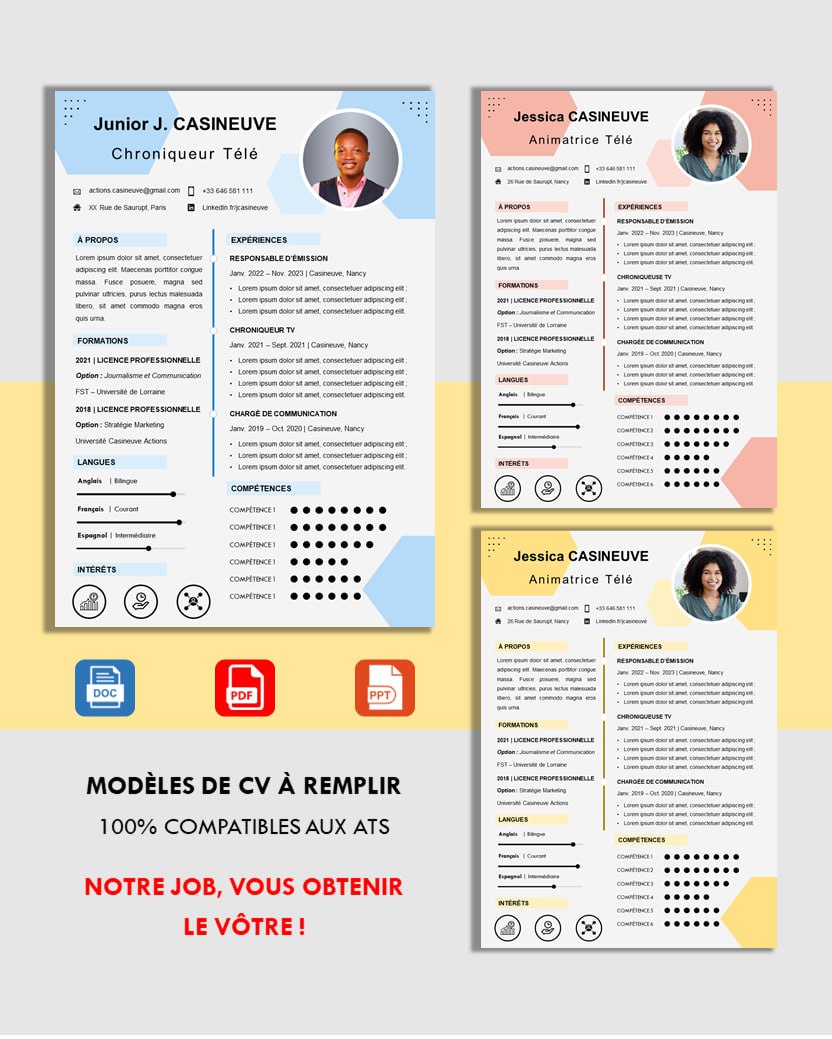 Junior J. CASINEUVE
Chroniqueur Télé
actions.casineuve@gmail.com
+33 646 581 111
XX Rue de Saurupt, Paris
LinkedIn.fr/jcasineuve
À PROPOS
Lorem ipsum dolor sit amet, consectetuer
adipiscing elit. Maecenas porttitor congue
massa. Fusce posuere, magna sed
pulvinar ultricies, purus lectus malesuada
libero, sit amet commodo magna eros
quis urna.
FORMATIONS
2021 | LICENCE PROFESSIONNELLE
Option : Journalisme et Communication
FST – Université de Lorraine
2018 | LICENCE PROFESSIONNELLE
Option : Stratégie Marketing
Université Casineuve Actions
LANGUES
Anglais | Bilingue
Français | Courant
Espagnol | Intermédiaire
INTÉRÊTS
EXPÉRIENCES
RESPONSABLE D'ÉMISSION
Janv. 2022 – Nov. 2023 | Casineuve, Nancy
• Lorem ipsum dolor sit amet, consectetuer adipiscing elit ;
• Lorem ipsum dolor sit amet, consectetuer adipiscing elit ;
• Lorem ipsum dolor sit amet, consectetuer adipiscing elit.
CHRONIQUEUR TV
Janv. 2021 – Sept. 2021 | Casineuve, Nancy
• Lorem ipsum dolor sit amet, consectetuer adipiscing elit ;
• Lorem ipsum dolor sit amet, consectetuer adipiscing elit ;
• Lorem ipsum dolor sit amet, consectetuer adipiscing elit ;
• Lorem ipsum dolor sit amet, consectetuer adipiscing elit.
CHARGÉ DE COMMUNICATION
Janv. 2019 – Oct. 2020 | Casineuve, Nancy
• Lorem ipsum dolor sit amet, consectetuer adipiscing elit ;
• Lorem ipsum dolor sit amet, consectetuer adipiscing elit ;
• Lorem ipsum dolor sit amet, consectetuer adipiscing elit.
COMPÉTENCES
COMPÉTENCE 1
COMPÉTENCE 1
COMPÉTENCE 1
COMPÉTENCE 1
COMPÉTENCE 1
COMPÉTENCE 1
Jessica CASINEUVE
Animatrice Télé
actions.casineuve@gmail.com
+33 646 581 111
26 Rue de Saurupt, Nancy
LinkedIn.fr/jcasineuve
À PROPOS
Lorem ipsum dolor sit amet, consectetuer
adipiscing elit. Maecenas porttitor congue
massa. Fusce posuere, magna sed
pulvinar ultricies, purus lectus malesuada
libero, sit amet commodo magna eros
quis urna.
FORMATIONS
2021 | LICENCE PROFESSIONNELLE
Option : Journalisme et Communication
FST – Université de Lorraine
2018 | LICENCE PROFESSIONNELLE
Option : Stratégie Marketing
Université Casineuve Actions
LANGUES
Anglais | Bilingue
Français | Courant
Espagnol | Intermédiaire
INTÉRÊTS
EXPÉRIENCES
RESPONSABLE D'ÉMISSION
Janv. 2022 – Nov. 2023 | Casineuve, Nancy
• Lorem ipsum dolor sit amet, consectetuer adipiscing elit ;
• Lorem ipsum dolor sit amet, consectetuer adipiscing elit ;
• Lorem ipsum dolor sit amet, consectetuer adipiscing elit.
CHRONIQUEUSE TV
Janv. 2021 – Sept. 2021 | Casineuve, Nancy
• Lorem ipsum dolor sit amet, consectetuer adipiscing elit ;
• Lorem ipsum dolor sit amet, consectetuer adipiscing elit ;
• Lorem ipsum dolor sit amet, consectetuer adipiscing elit ;
• Lorem ipsum dolor sit amet, consectetuer adipiscing elit.
CHARGÉE DE COMMUNICATION
Janv. 2019 – Oct. 2020 | Casineuve, Nancy
• Lorem ipsum dolor sit amet, consectetuer adipiscing elit ;
• Lorem ipsum dolor sit amet, consectetuer adipiscing elit ;
• Lorem ipsum dolor sit amet, consectetuer adipiscing elit.
COMPÉTENCES
COMPÉTENCE 1
COMPÉTENCE 2
COMPÉTENCE 3
COMPÉTENCE 4
COMPÉTENCE 5
COMPÉTENCE 6
Jessica CASINEUVE
Animatrice Télé
actions.casineuve@gmail.com
+33 646 581 111
26 Rue de Saurupt, Nancy
LinkedIn.fr/jcasineuve
À PROPOS
Lorem ipsum dolor sit amet, consectetuer
adipiscing elit. Maecenas porttitor congue
massa. Fusce posuere, magna sed
pulvinar ultricies, purus lectus malesuada
libero, sit amet commodo magna eros
quis urna.
FORMATIONS
2021 | LICENCE PROFESSIONNELLE
Option : Journalisme et Communication
FST – Université de Lorraine
2018 | LICENCE PROFESSIONNELLE
Option : Stratégie Marketing
Université Casineuve Actions
LANGUES
Anglais | Bilingue
Français | Courant
Espagnol | Intermédiaire
INTÉRÊTS
EXPÉRIENCES
RESPONSABLE D'ÉMISSION
Janv. 2022 – Nov. 2023 | Casineuve, Nancy
• Lorem ipsum dolor sit amet, consectetuer adipiscing elit ;
• Lorem ipsum dolor sit amet, consectetuer adipiscing elit ;
• Lorem ipsum dolor sit amet, consectetuer adipiscing elit.
CHRONIQUEUSE TV
Janv. 2021 – Sept. 2021 | Casineuve, Nancy
• Lorem ipsum dolor sit amet, consectetuer adipiscing elit ;
• Lorem ipsum dolor sit amet, consectetuer adipiscing elit ;
• Lorem ipsum dolor sit amet, consectetuer adipiscing elit ;
• Lorem ipsum dolor sit amet, consectetuer adipiscing elit.
CHARGÉE DE COMMUNICATION
Janv. 2019 – Oct. 2020 | Casineuve, Nancy
• Lorem ipsum dolor sit amet, consectetuer adipiscing elit ;
• Lorem ipsum dolor sit amet, consectetuer adipiscing elit ;
• Lorem ipsum dolor sit amet, consectetuer adipiscing elit.
COMPÉTENCES
COMPÉTENCE 1
COMPÉTENCE 2
COMPÉTENCE 3
COMPÉTENCE 4
COMPÉTENCE 5
COMPÉTENCE 6
DOC
PDF
PPT
MODÈLES DE CV À REMPLIR
100% COMPATIBLES AUX ATS
NOTRE JOB, VOUS OBTENIR
LE VÔTRE !